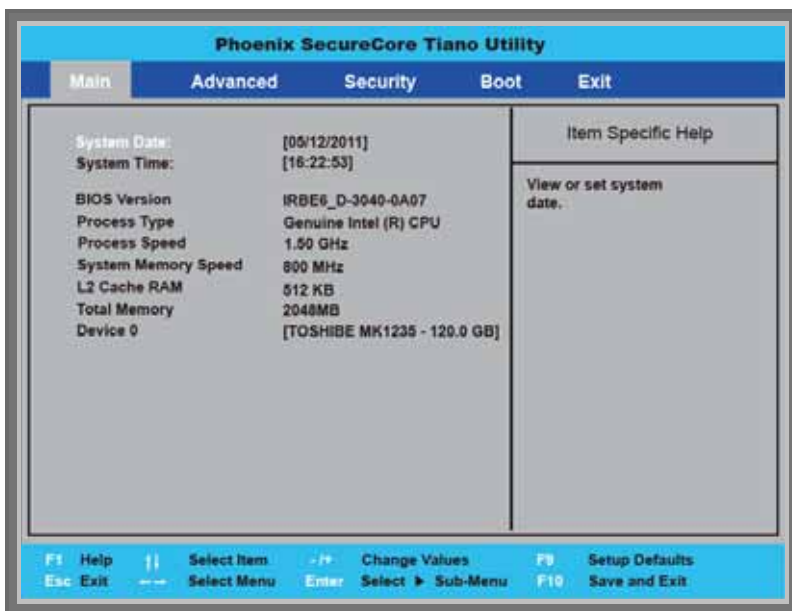 Phoenix SecureCore Tiano Utility
Main Advanced Security Boot Exit
System Date: [05/12/2011]
System Time: [16:22:53]
BIOS Version IRBE6_D-3040-0A07
Process Type Genuine Intel (R) CPU
Process Speed 1.50 GHz
System Memory Speed 800 MHz
L2 Cache RAM 512 KB
Total Memory 2048MB
Device 0 [TOSHIBE MK1235 - 120.0 GB]
Item Specific Help
View or set system
date.
F1 Help ↑↓ Select Item -/+ Change Values F9 Setup Defaults
Esc Exit ←→ Select Menu Enter Select ▶ Sub-Menu F10 Save and Exit